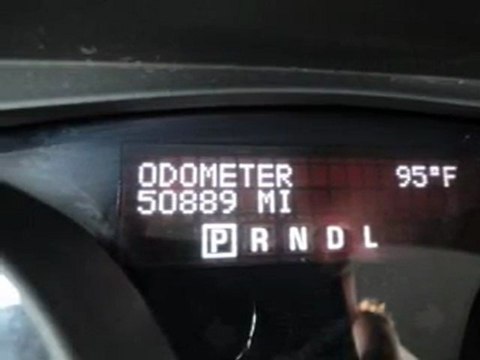 ODOMETER 95°F
50889 MI
P R N D L